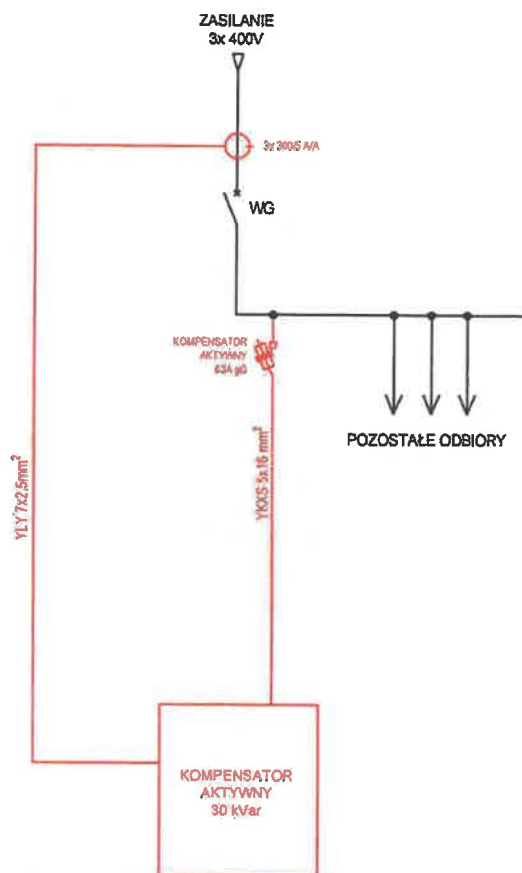 ZASILANIE
3x 400V
3x 300/5 A/A
WG
KOMPENSATOR
AKTYWNY
63A gG
POZOSTAŁE ODBIORY
YLY 7x2,5mm²
YKXS 5x16 mm²
KOMPENSATOR
AKTYWNY
30 kVar